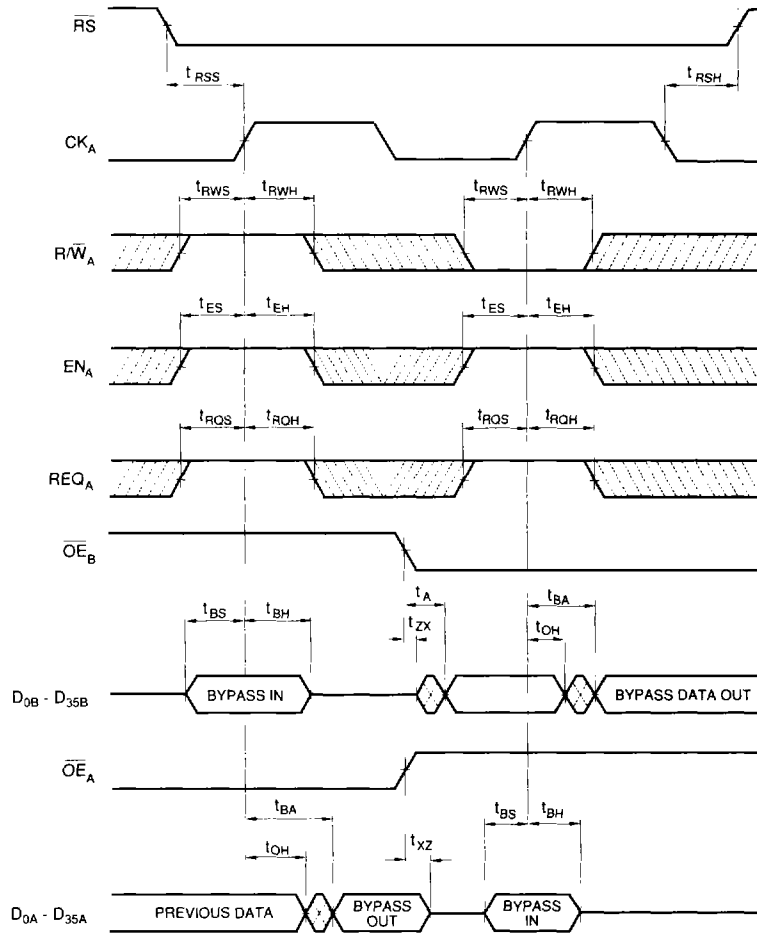 RS
tRSS
tRSH
CKA
tRWS tRWH tRWS tRWH
R/WA
tES tEH tES tEH
ENA
tRQS tRQH tRQS tRQH
REQA
OEB
tA tBA
tBS tBH tZX tOH
D0B - D35B BYPASS IN BYPASS DATA OUT
OEA
tBA tBS tBH
tOH tXZ
D0A - D35A PREVIOUS DATA BYPASS OUT BYPASS IN